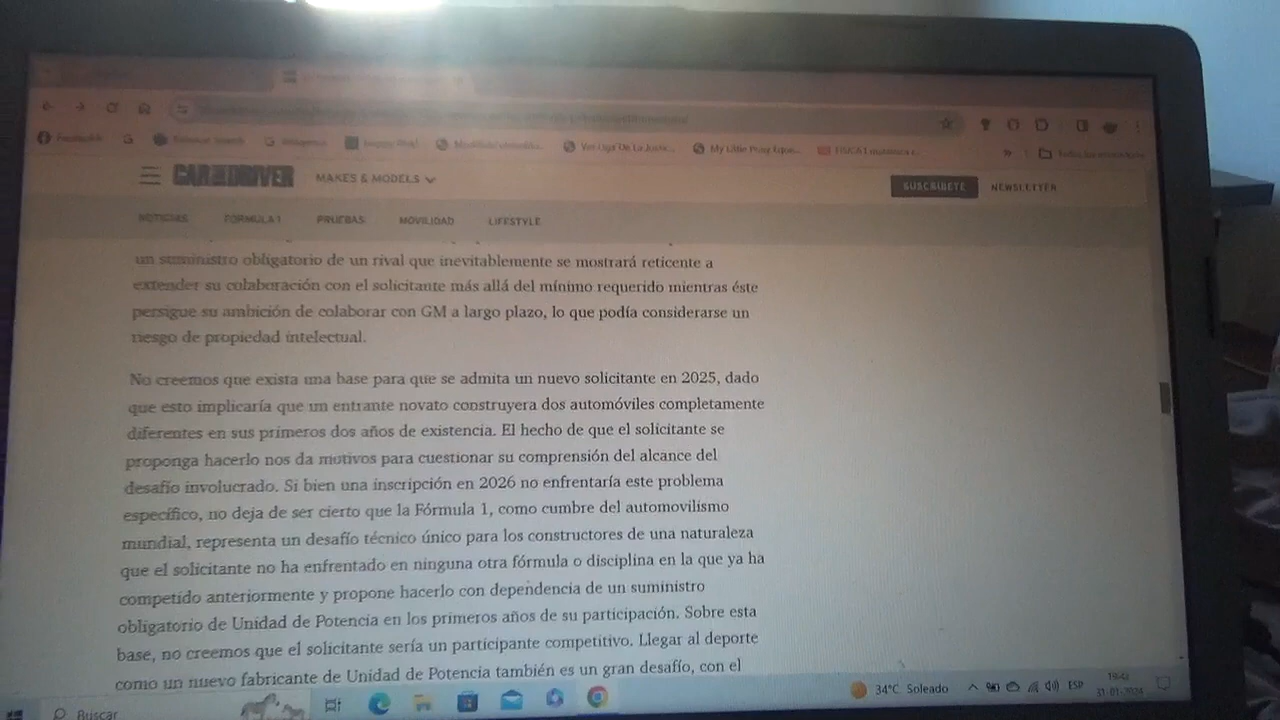 CAR AND DRIVER MAKES & MODELS SUSCRÍBETE NEWSLETTER
NOTICIAS FÓRMULA 1 PRUEBAS MOVILIDAD LIFESTYLE
un suministro obligatorio de un rival que inevitablemente se mostrará reticente a
extender su colaboración con el solicitante más allá del mínimo requerido mientras éste
persigue su ambición de colaborar con GM a largo plazo, lo que podía considerarse un
riesgo de propiedad intelectual.
No creemos que exista una base para que se admita un nuevo solicitante en 2025, dado
que esto implicaría que un entrante novato construyera dos automóviles completamente
diferentes en sus primeros dos años de existencia. El hecho de que el solicitante se
proponga hacerlo nos da motivos para cuestionar su comprensión del alcance del
desafío involucrado. Si bien una inscripción en 2026 no enfrentaría este problema
específico, no deja de ser cierto que la Fórmula 1, como cumbre del automovilismo
mundial, representa un desafío técnico único para los constructores de una naturaleza
que el solicitante no ha enfrentado en ninguna otra fórmula o disciplina en la que ya ha
competido anteriormente y propone hacerlo con dependencia de un suministro
obligatorio de Unidad de Potencia en los primeros años de su participación. Sobre esta
base, no creemos que el solicitante sería un participante competitivo. Llegar al deporte
como un nuevo fabricante de Unidad de Potencia también es un gran desafío, con el
Buscar 34°C Soleado ESP 19:42
31-01-2024